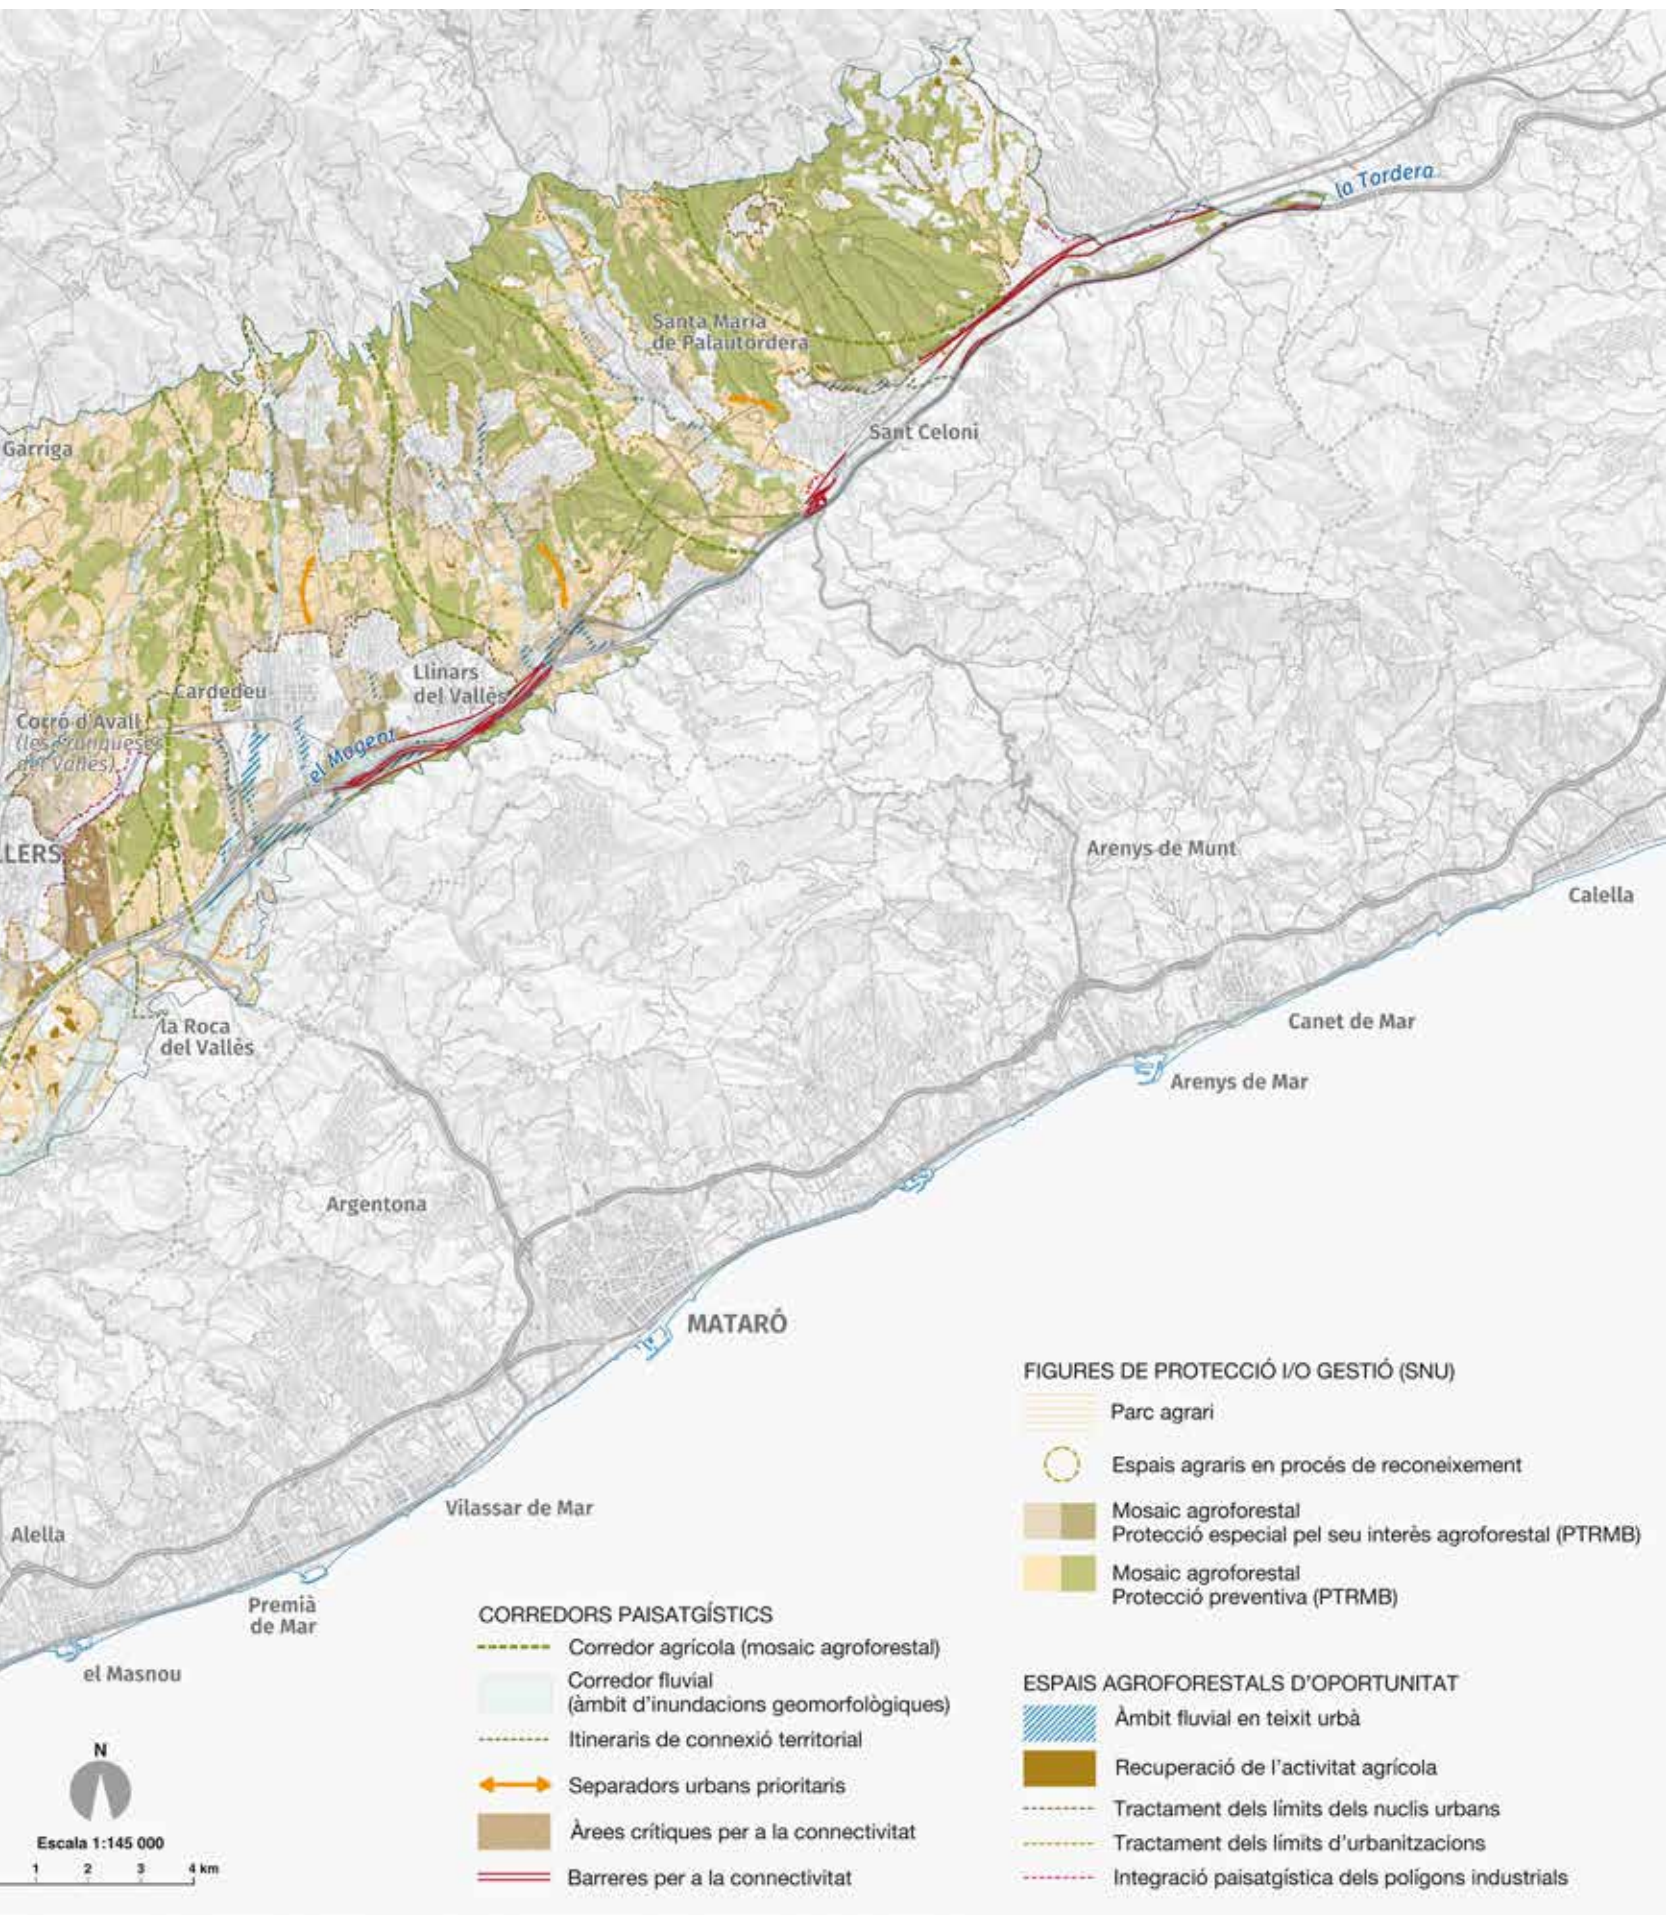 la Tordera
Santa Maria
de Palautordera
Sant Celoni
Garriga
Llinars
del Vallès
Cardedeu
Corró d'Avall
(les Franqueses
del Vallès)
el Mogent
LLERS
Arenys de Munt
Calella
la Roca
del Vallès
Canet de Mar
Arenys de Mar
Argentona
MATARÓ
Vilassar de Mar
Alella
Premià
de Mar
el Masnou
N
Escala 1:145 000
1 2 3 4 km
CORREDORS PAISATGÍSTICS
Corredor agrícola (mosaic agroforestal)
Corredor fluvial
(àmbit d'inundacions geomorfològiques)
Itineraris de connexió territorial
Separadors urbans prioritaris
Àrees crítiques per a la connectivitat
Barreres per a la connectivitat
FIGURES DE PROTECCIÓ I/O GESTIÓ (SNU)
Parc agrari
Espais agraris en procés de reconeixement
Mosaic agroforestal
Protecció especial pel seu interès agroforestal (PTRMB)
Mosaic agroforestal
Protecció preventiva (PTRMB)
ESPAIS AGROFORESTALS D'OPORTUNITAT
Àmbit fluvial en teixit urbà
Recuperació de l'activitat agrícola
Tractament dels límits dels nuclis urbans
Tractament dels límits d'urbanitzacions
Integració paisatgística dels polígons industrials